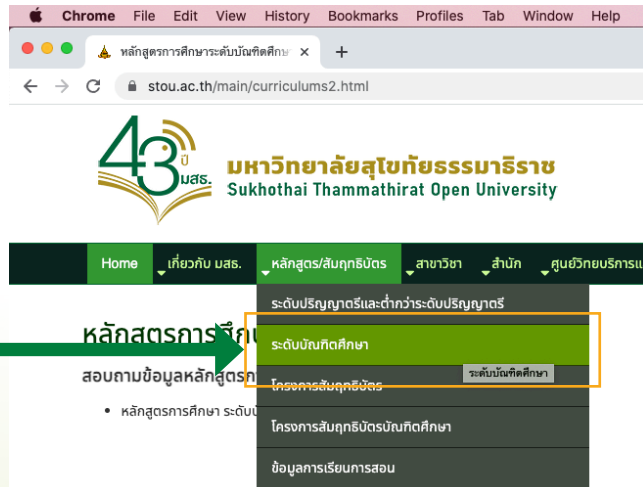 Chrome File Edit View History Bookmarks Profiles Tab Window Help
หลักสูตรการศึกษาระดับบัณฑิตศึกษา
stou.ac.th/main/curriculums2.html
43 ปี มสธ.
มหาวิทยาลัยสุโขทัยธรรมาธิราช
Sukhothai Thammathirat Open University
Home เกี่ยวกับ มสธ. หลักสูตร/สัมฤทธิบัตร สาขาวิชา สำนัก ศูนย์วิทยบริการแ
ระดับปริญญาตรีและต่ำกว่าระดับปริญญาตรี
หลักสูตรการศึก
ระดับบัณฑิตศึกษา
สอบถามข้อมูลหลักสูตรก
ระดับบัณฑิตศึกษา
โครงการสัมฤทธิบัตร
หลักสูตรการศึกษา ระดับ
โครงการสัมฤทธิบัตรบัณฑิตศึกษา
ข้อมูลการเรียนการสอน